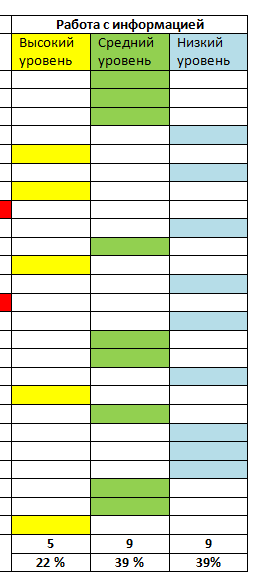 Работа с информацией
Высокий уровень Средний уровень Низкий уровень
5 9 9
22 % 39 % 39%